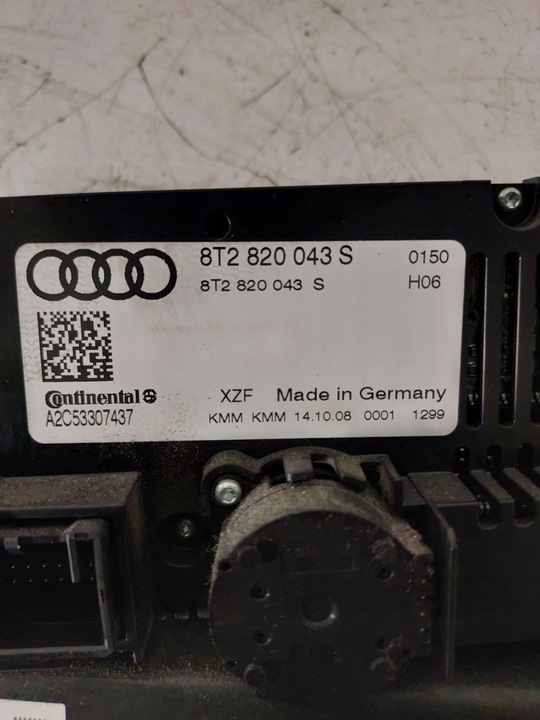 8T2 820 043 S 0150
8T2 820 043 S H06
Continental
XZF Made in Germany
A2C53307437
KMM KMM 14.10.08 0001 1299